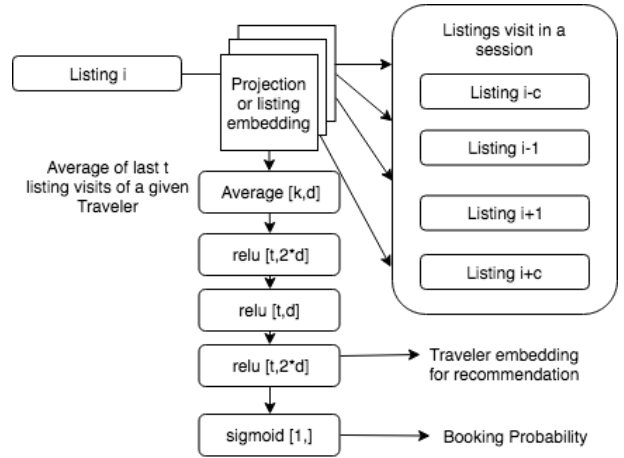 Listing i
Projection
or listing
embedding
Listings visit in a
session
Listing i-c
Listing i-1
Listing i+1
Listing i+c
Average of last t
listing visits of a given
Traveler
Average [k,d]
relu [t,2*d]
relu [t,d]
relu [t,2*d]
Traveler embedding
for recommendation
sigmoid [1,]
Booking Probability